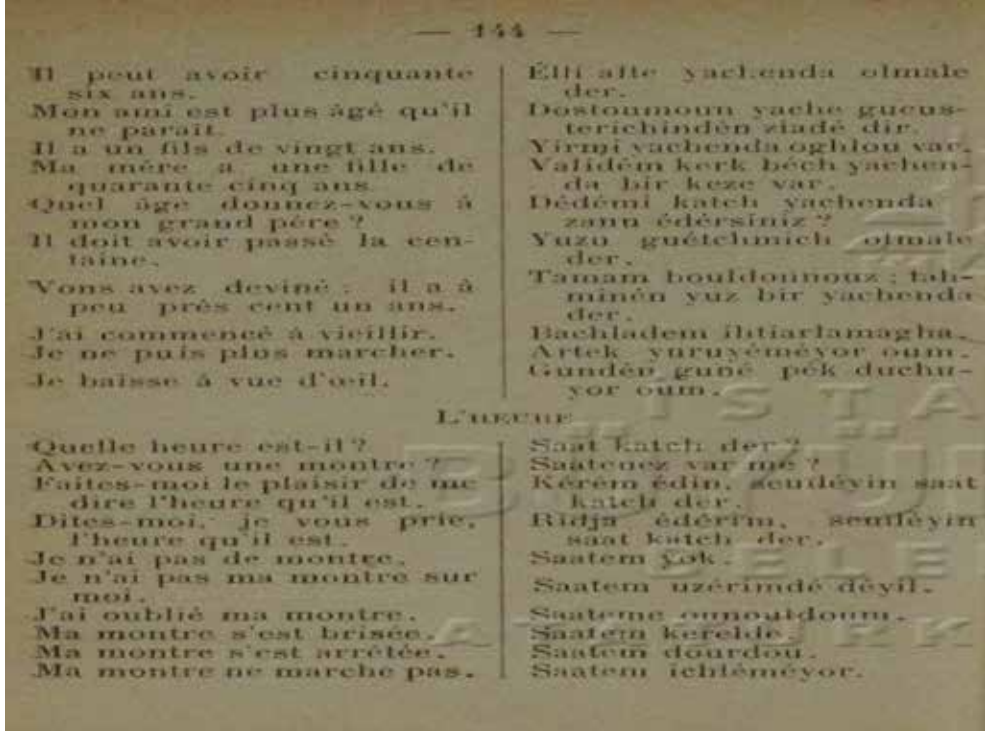 — 144 —
Il peut avoir cinquante
six ans.
Mon ami est plus âgé qu'il
ne paraît.
Il a un fils de vingt ans.
Ma mère a une fille de
quarante cinq ans
Quel âge donnez-vous à
mon grand père ?
Il doit avoir passé la cen-
taine.
Vous avez deviné : il a à
peu près cent un ans.
J'ai commencé à vieillir.
Je ne puis plus marcher.
Je baisse à vue d'œil.
Élli alte yachenda olmale
der.
Dostoumoun yache gueus-
terichindén ziadé dir.
Yirmi yachenda oghlou var.
Validém kerk béch yachen-
da bir keze var.
Dédémi katch yachenda
zann édérsiniz ?
Yuzu guétchmich olmale
der.
Tamam bouldounouz ; tah-
minén yuz bir yachenda
der.
Bachladem ihtiarlamagha.
Artek yuruyéméyor oum.
Gundén guné pék duchu-
yor oum.
L'HEURE
Quelle heure est-il ?
Avez-vous une montre ?
Faites-moi le plaisir de me
dire l'heure qu'il est.
Dites-moi, je vous prie,
l'heure qu'il est.
Je n'ai pas de montre.
Je n'ai pas ma montre sur
moi.
J'ai oublié ma montre.
Ma montre s'est brisée.
Ma montre s'est arrêtée.
Ma montre ne marche pas.
Saat katch der ?
Saatenez var me ?
Kérém édin, seuiléyin saat
katch der.
Ridja édérim, seuiléyin
saat katch der.
Saatem yok.
Saatem uzérimdé déyil.
Saateme ounoutdoum.
Saatem kerelde.
Saatem dourdou.
Saatem ichléméyor.